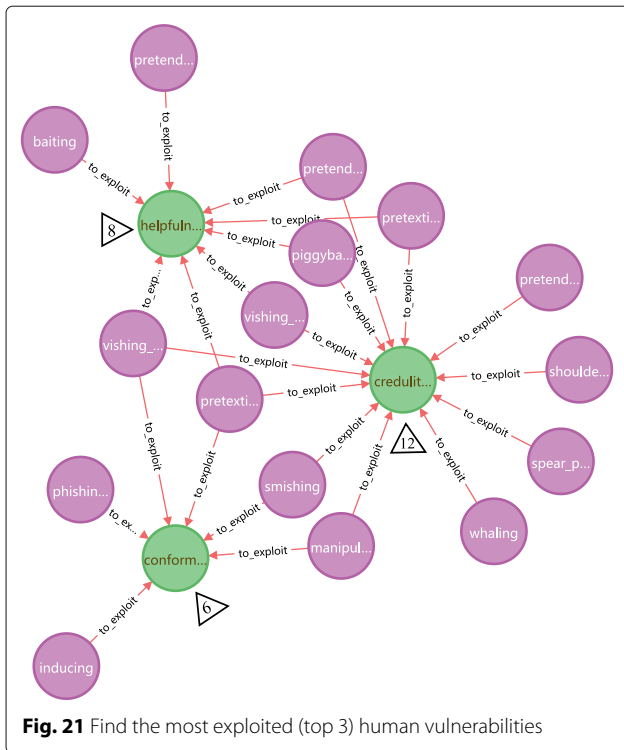 pretend...
to_exploit
baiting
to_exploit
pretend...
to_exploit
helpfuln...
8
to_exploit
pretexti...
to_exploit
piggyba...
to_exploit
to_exploit
to_exploit
to_exploit
pretend...
to_exp...
to_exploit
vishing_...
to_exploit
to_exploit
vishing_...
to_exploit
to_exploit
credulit...
to_exploit
shoulde...
pretexti...
to_exploit
to_exploit
to_exploit
12
to_exploit
to_exploit
to_exploit
to_exploit
spear_p...
phishin...
smishing
to_exploit
to_ex...
to_exploit
whaling
manipul...
to_exploit
conform...
6
to_exploit
inducing
Fig. 21 Find the most exploited (top 3) human vulnerabilities